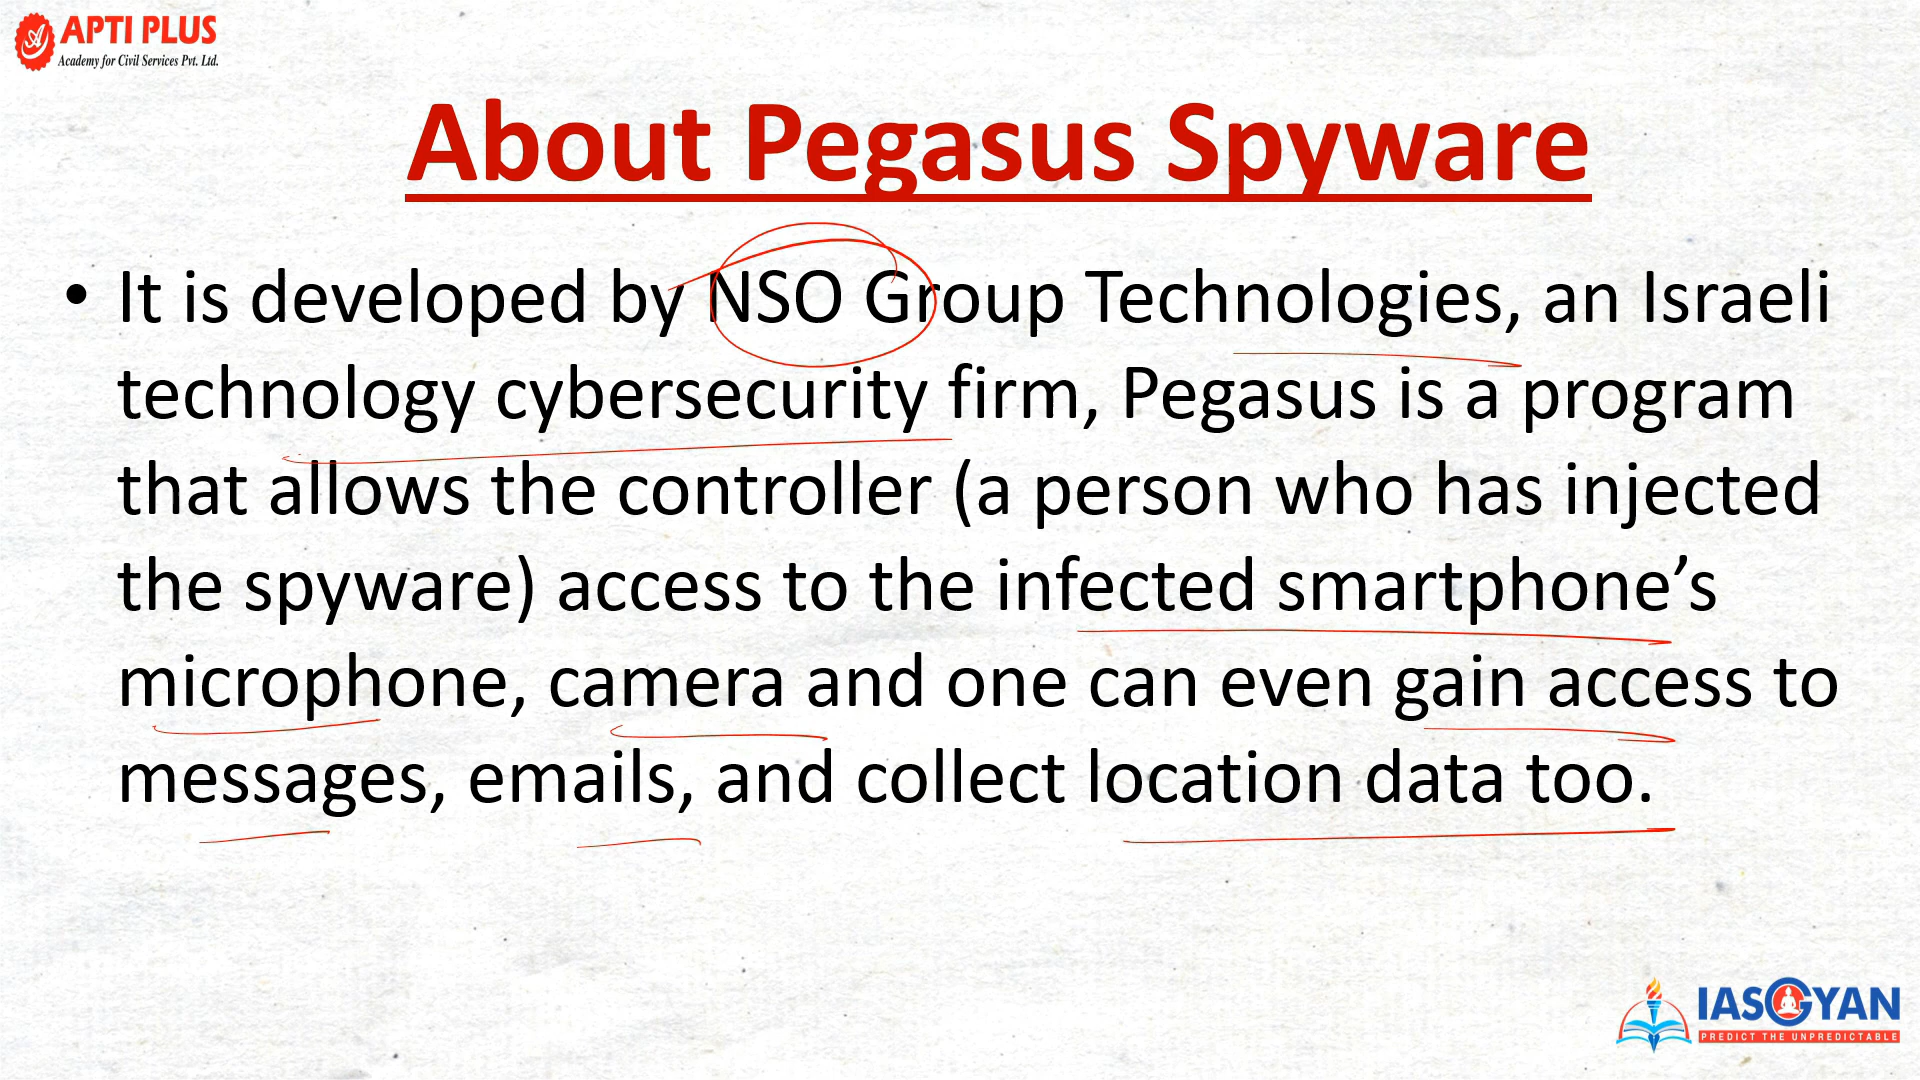 APTI PLUS
Academy for Civil Services Pvt. Ltd.
About Pegasus Spyware
• It is developed by NSO Group Technologies, an Israeli
technology cybersecurity firm, Pegasus is a program
that allows the controller (a person who has injected
the spyware) access to the infected smartphone’s
microphone, camera and one can even gain access to
messages, emails, and collect location data too.
IASGYAN
PREDICT THE UNPREDICTABLE